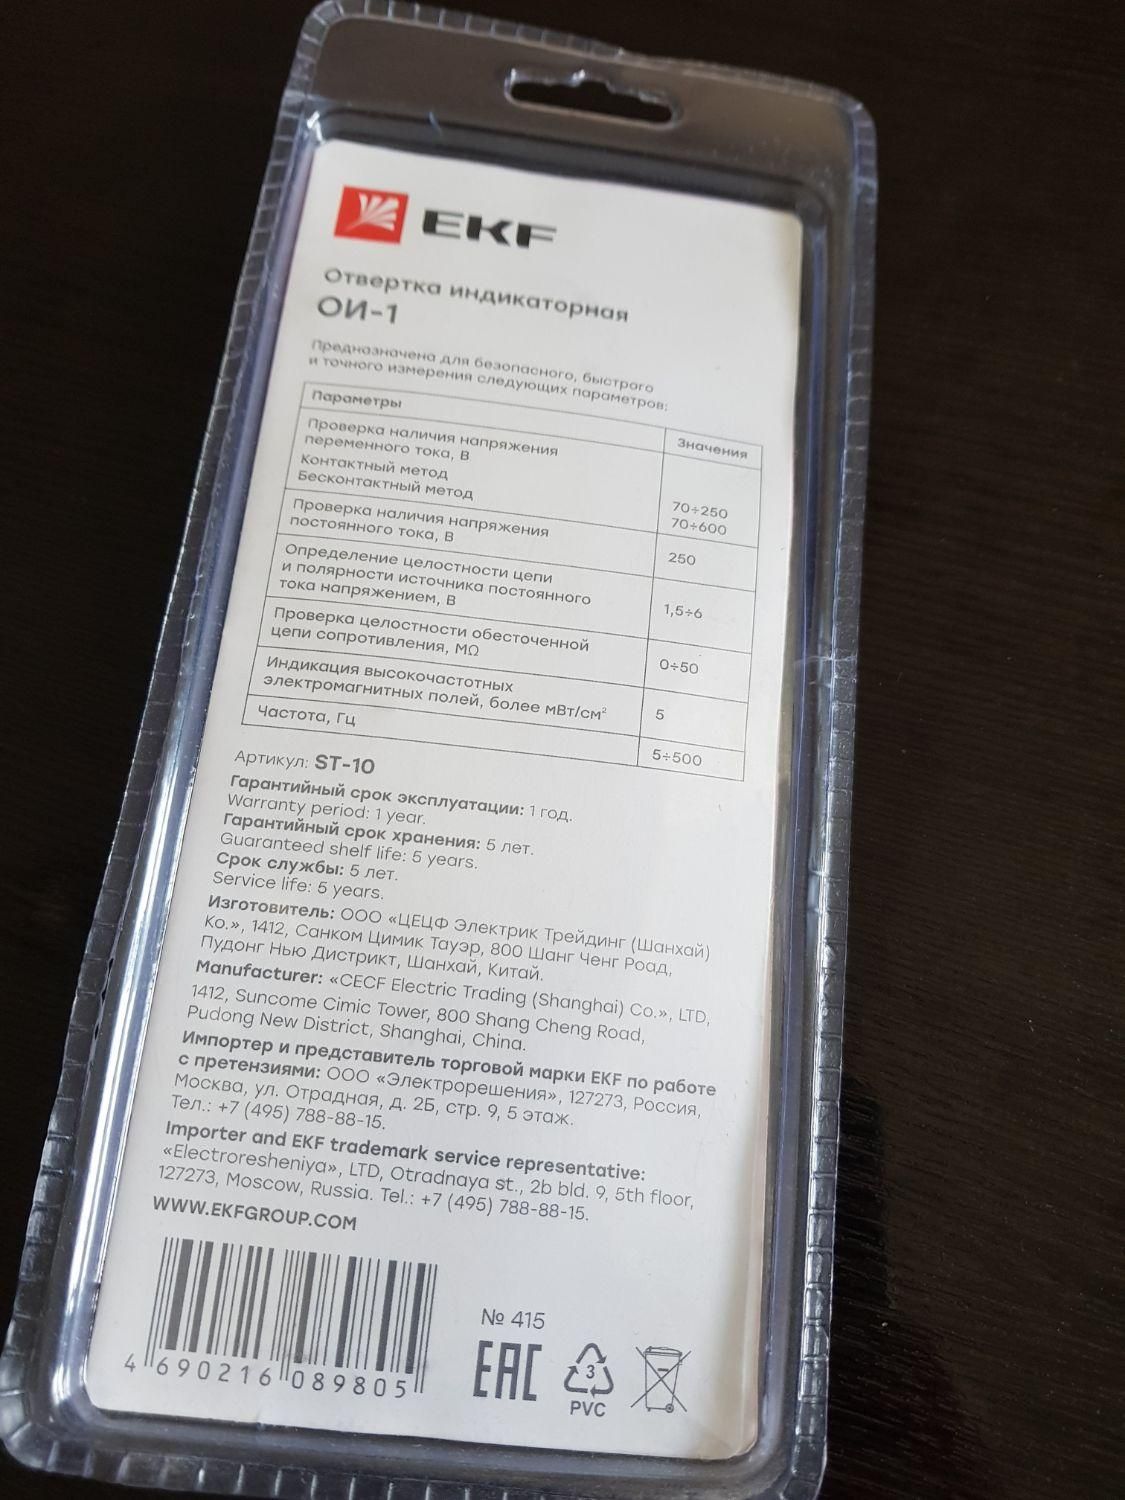 EKF
Отвертка индикаторная
ОИ-1
Предназначена для безопасного, быстрого
и точного измерения следующих параметров:
Параметры
Значения
Проверка наличия напряжения
переменного тока, В
Контактный метод
70÷250
Бесконтактный метод
70÷600
Проверка наличия напряжения
постоянного тока, В
250
Определение целостности цепи
и полярности источника постоянного
тока напряжением, В
1,5÷6
Проверка целостности обесточенной
цепи сопротивления, МΩ
0÷50
Индикация высокочастотных
электромагнитных полей, более мВт/см²
5
Частота, Гц
5÷500
Артикул: ST-10
Гарантийный срок эксплуатации: 1 год.
Warranty period: 1 year.
Гарантийный срок хранения: 5 лет.
Guaranteed shelf life: 5 years.
Срок службы: 5 лет.
Service life: 5 years.
Изготовитель: ООО «ЦЕЦФ Электрик Трейдинг (Шанхай)
Ко.», 1412, Санком Цимик Тауэр, 800 Шанг Ченг Роад,
Пудонг Нью Дистрикт, Шанхай, Китай.
Manufacturer: «CECF Electric Trading (Shanghai) Co.», LTD,
1412, Suncome Cimic Tower, 800 Shang Cheng Road,
Pudong New District, Shanghai, China.
Импортер и представитель торговой марки EKF по работе
с претензиями: ООО «Электрорешения», 127273, Россия,
Москва, ул. Отрадная, д. 2Б, стр. 9, 5 этаж.
Тел.: +7 (495) 788-88-15.
Importer and EKF trademark service representative:
«Electroresheniya», LTD, Otradnaya st., 2b bld. 9, 5th floor,
127273, Moscow, Russia. Tel.: +7 (495) 788-88-15.
WWW.EKFGROUP.COM
4 690216 089805
№ 415
EAC
3
PVC